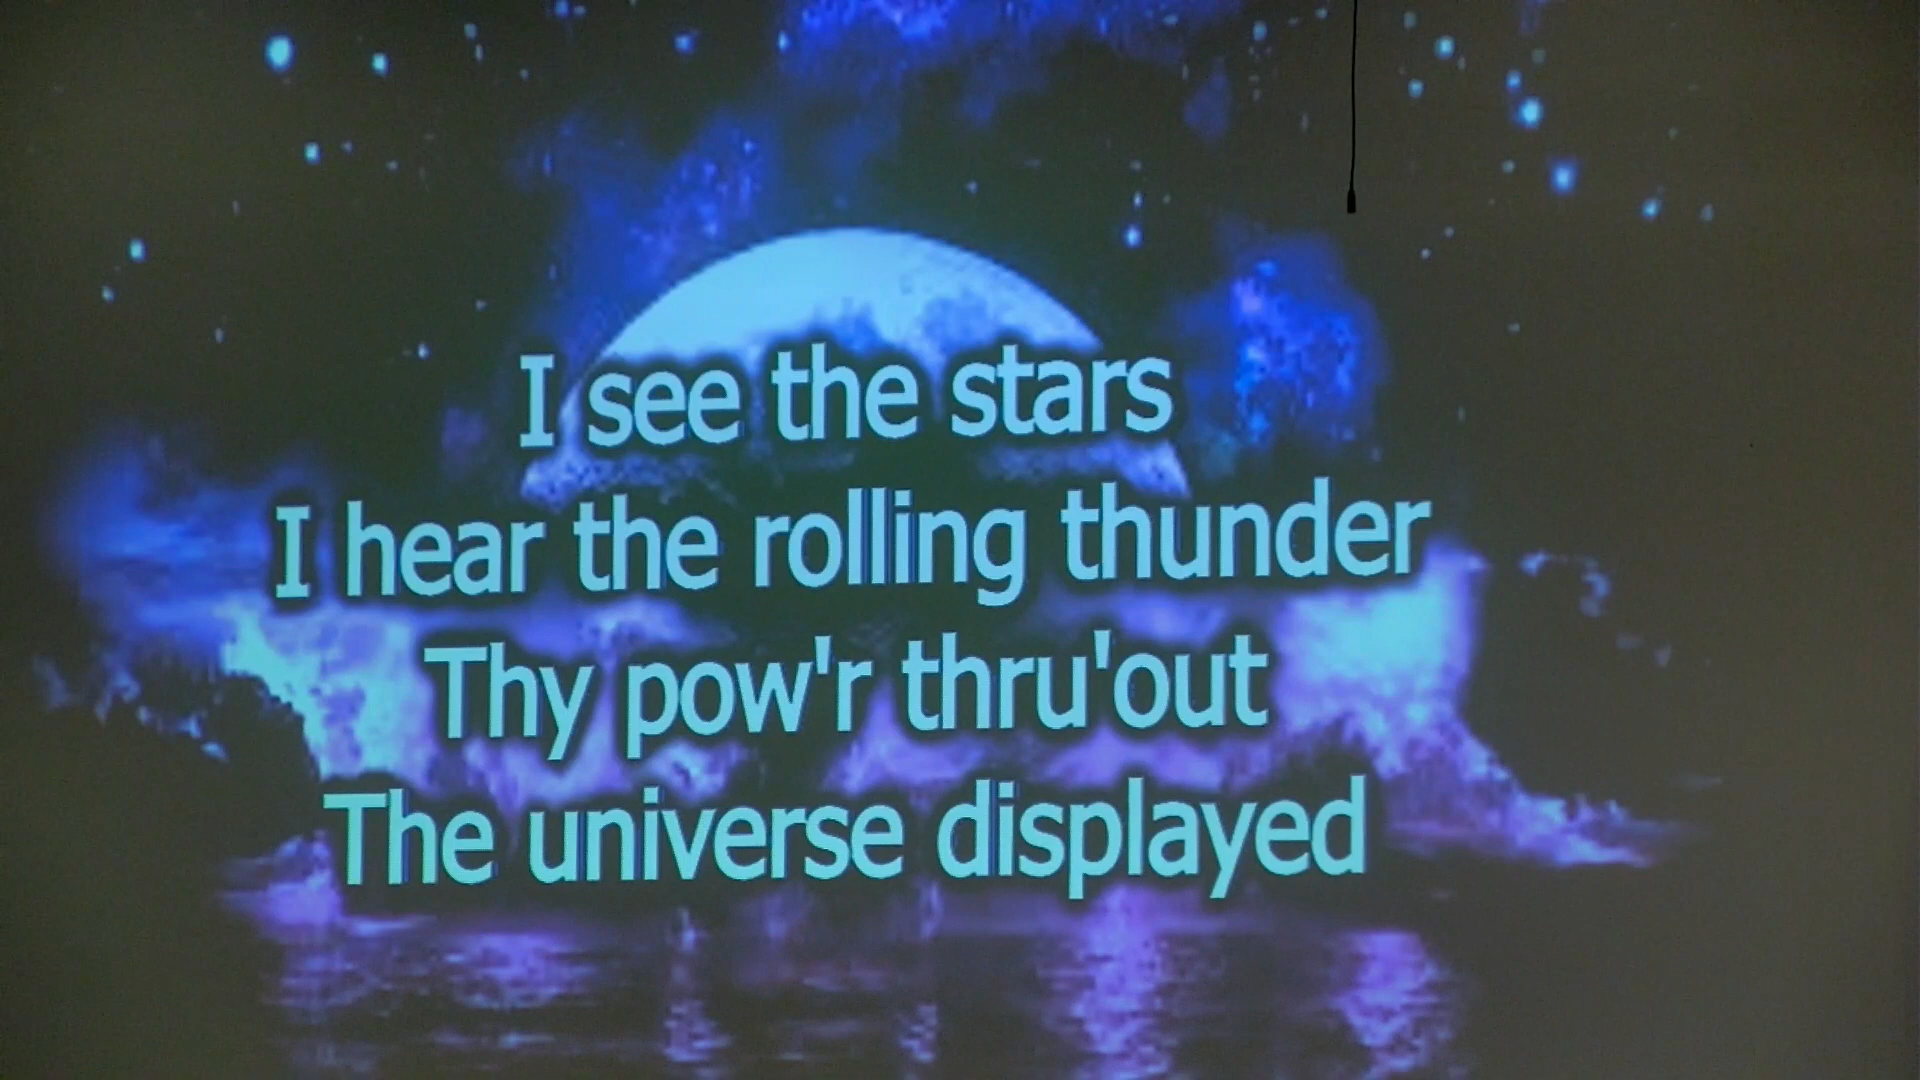 I see the stars
I hear the rolling thunder
Thy pow'r thru'out
The universe displayed